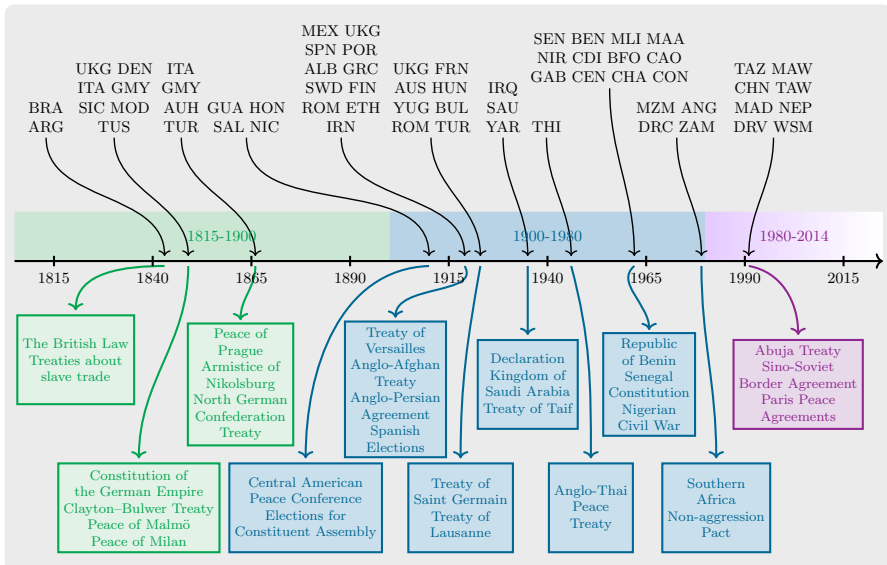 BRA
ARG
UKG DEN
ITA GMY
SIC MOD
TUS
ITA
GMY
AUH
TUR
GUA HON
SAL NIC
MEX UKG
SPN POR
ALB GRC
SWD FIN
ROM ETH
IRN
UKG FRN
AUS HUN
YUG BUL
ROM TUR
IRQ
SAU
YAR
THI
SEN BEN MLI MAA
NIR CDI BFO CAO
GAB CEN CHA CON
MZM ANG
DRC ZAM
TAZ MAW
CHN TAW
MAD NEP
DRV WSM
1815-1900
1900-1980
1980-2014
1815
1840
1865
1890
1915
1940
1965
1990
2015
The British Law
Treaties about
slave trade
Peace of
Prague
Armistice of
Nikolsburg
North German
Confederation
Treaty
Treaty of
Versailles
Anglo-Afghan
Treaty
Anglo-Persian
Agreement
Spanish
Elections
Declaration
Kingdom of
Saudi Arabia
Treaty of Taif
Republic
of Benin
Senegal
Constitution
Nigerian
Civil War
Abuja Treaty
Sino-Soviet
Border Agreement
Paris Peace
Agreements
Constitution of
the German Empire
Clayton–Bulwer Treaty
Peace of Malmö
Peace of Milan
Central American
Peace Conference
Elections for
Constituent Assembly
Treaty of
Saint Germain
Treaty of
Lausanne
Anglo-Thai
Peace
Treaty
Southern
Africa
Non-aggression
Pact